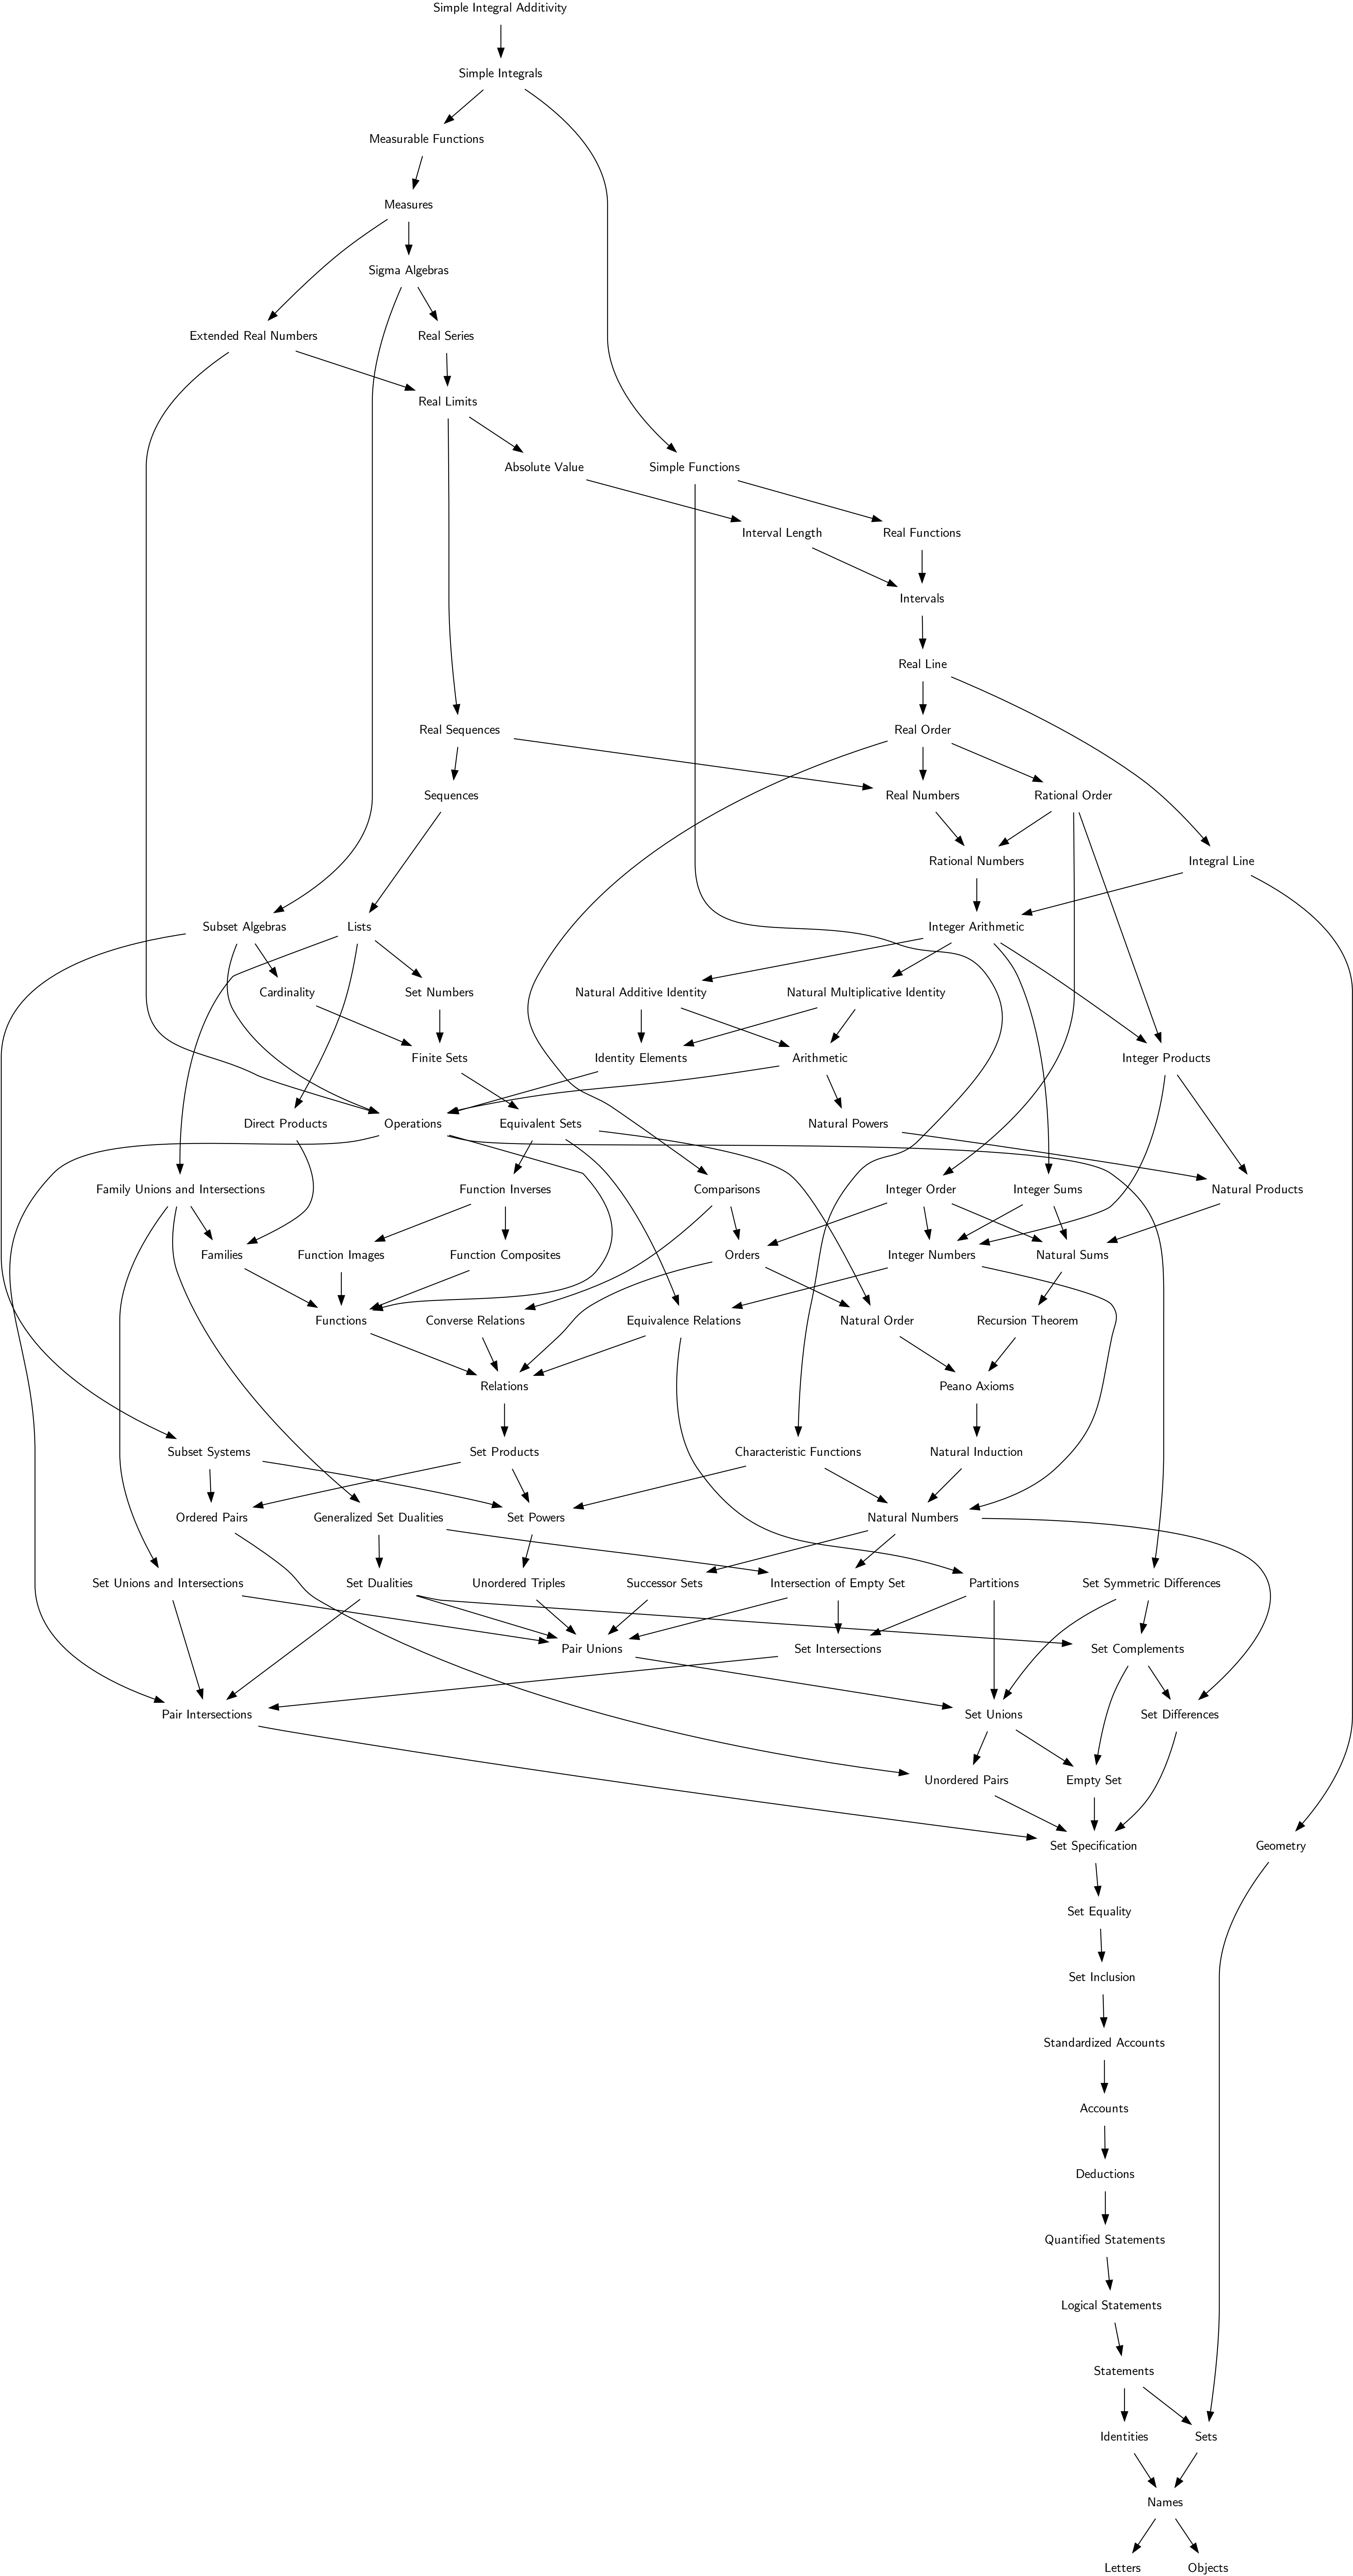 Simple Integral Additivity
Simple Integrals
Measurable Functions
Measures
Sigma Algebras
Extended Real Numbers
Real Series
Real Limits
Absolute Value
Simple Functions
Interval Length
Real Functions
Intervals
Real Line
Real Sequences
Real Order
Sequences
Real Numbers
Rational Order
Rational Numbers
Integral Line
Subset Algebras
Lists
Integer Arithmetic
Cardinality
Set Numbers
Natural Additive Identity
Natural Multiplicative Identity
Finite Sets
Identity Elements
Arithmetic
Integer Products
Direct Products
Operations
Equivalent Sets
Natural Powers
Family Unions and Intersections
Function Inverses
Comparisons
Integer Order
Integer Sums
Natural Products
Families
Function Images
Function Composites
Orders
Integer Numbers
Natural Sums
Functions
Converse Relations
Equivalence Relations
Natural Order
Recursion Theorem
Relations
Peano Axioms
Subset Systems
Set Products
Characteristic Functions
Natural Induction
Ordered Pairs
Generalized Set Dualities
Set Powers
Natural Numbers
Set Unions and Intersections
Set Dualities
Unordered Triples
Successor Sets
Intersection of Empty Set
Partitions
Set Symmetric Differences
Pair Unions
Set Intersections
Set Complements
Pair Intersections
Set Unions
Set Differences
Unordered Pairs
Empty Set
Set Specification
Geometry
Set Equality
Set Inclusion
Standardized Accounts
Accounts
Deductions
Quantified Statements
Logical Statements
Statements
Identities
Sets
Names
Letters
Objects